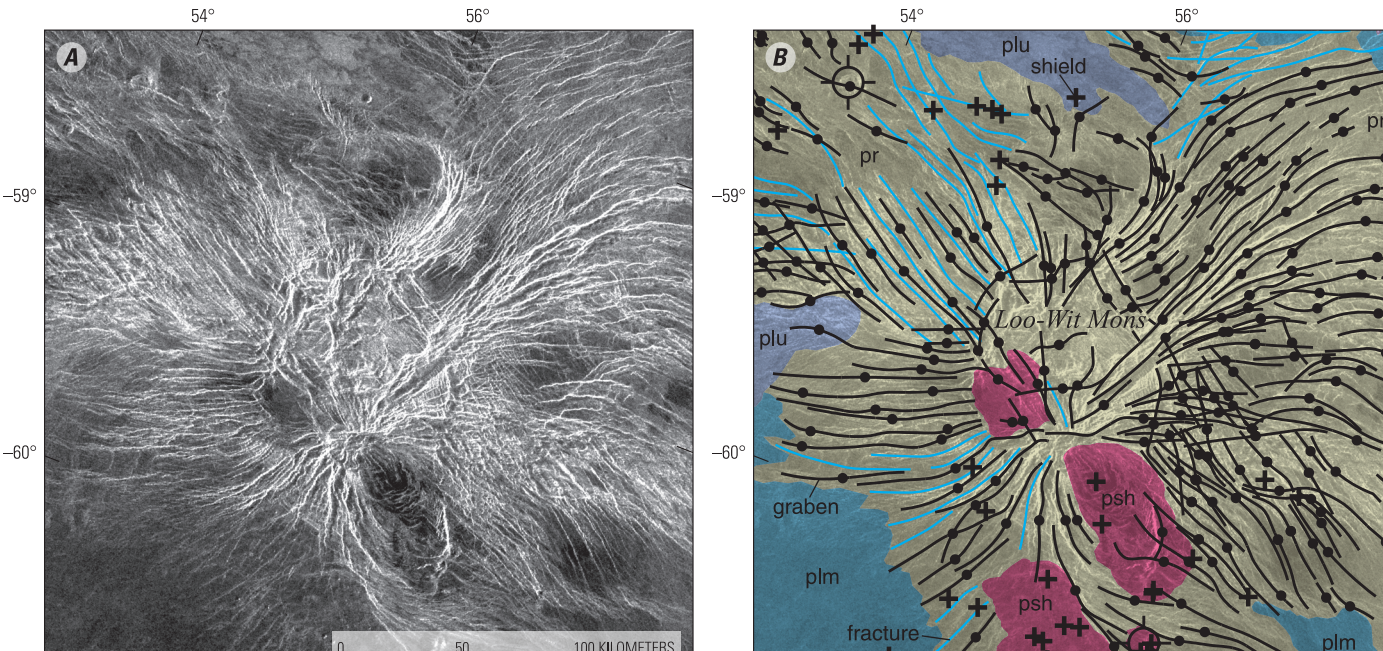 54°
56°
54°
56°
A
B
plu
shield
pr
pr
–59°
–59°
Loo-Wit Mons
plu
–60°
–60°
graben
psh
plm
psh
fracture
plm
0 50 100 KILOMETERS